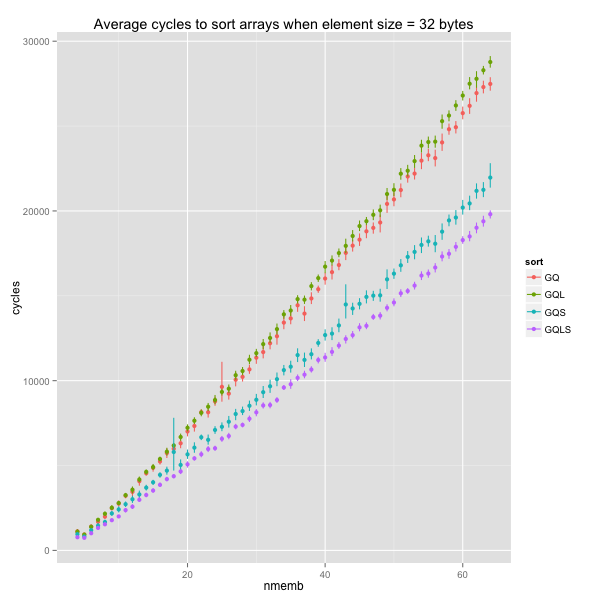 Average cycles to sort arrays when element size = 32 bytes
30000
20000
10000
0
cycles
20
40
60
nmemb
sort
GQ
GQL
GQS
GQLS